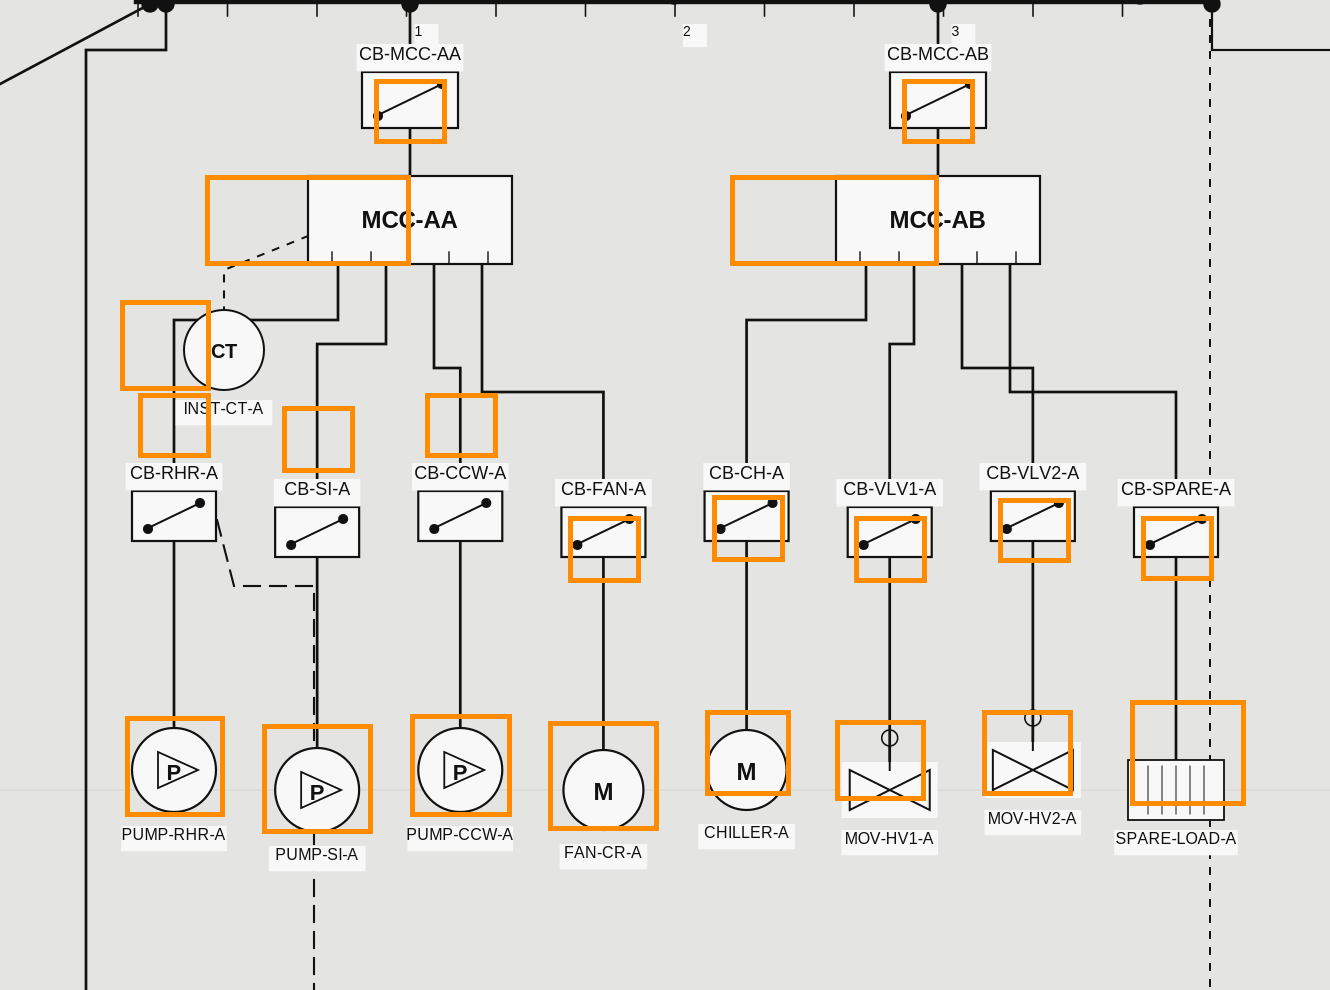 1
2
3
CB-MCC-AA
CB-MCC-AB
MCC-AA
MCC-AB
CT
INST-CT-A
CB-RHR-A
CB-SI-A
CB-CCW-A
CB-FAN-A
CB-CH-A
CB-VLV1-A
CB-VLV2-A
CB-SPARE-A
P
P
P
M
M
PUMP-RHR-A
PUMP-SI-A
PUMP-CCW-A
FAN-CR-A
CHILLER-A
MOV-HV1-A
MOV-HV2-A
SPARE-LOAD-A